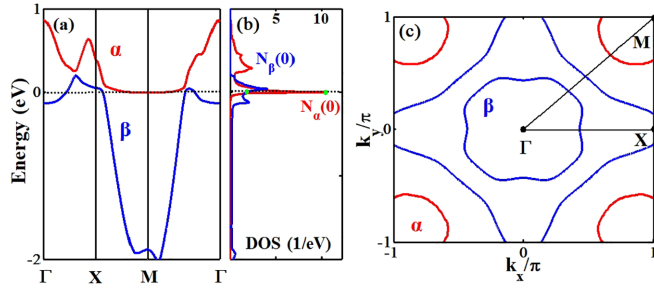 (a)
α
β
Energy (eV)
1
0
-1
-2
Γ X M Γ
(b)
5 10
N_β(0)
N_α(0)
DOS (1/eV)
(c)
M
β
Γ
X
α
k_y/π
1
0
-1
-1 0 1
k_x/π